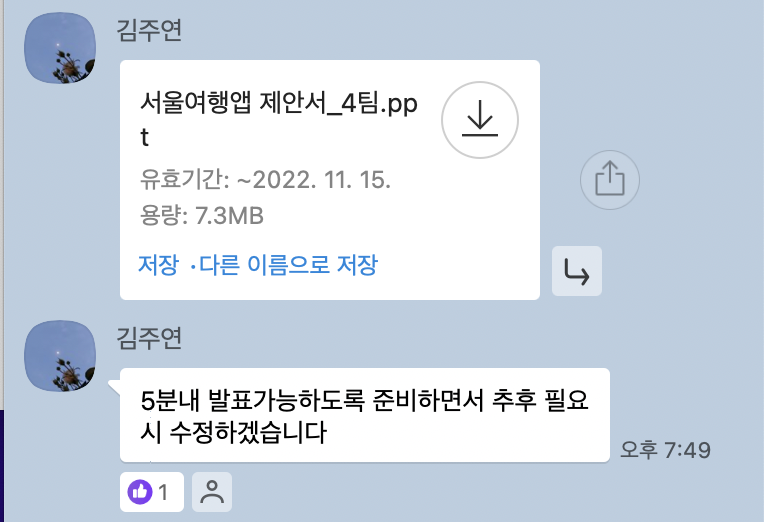 김주연
서울여행앱 제안서_4팀.pp
t
유효기간: ~2022. 11. 15.
용량: 7.3MB
저장 ·다른 이름으로 저장
김주연
5분내 발표가능하도록 준비하면서 추후 필요
시 수정하겠습니다
오후 7:49
1